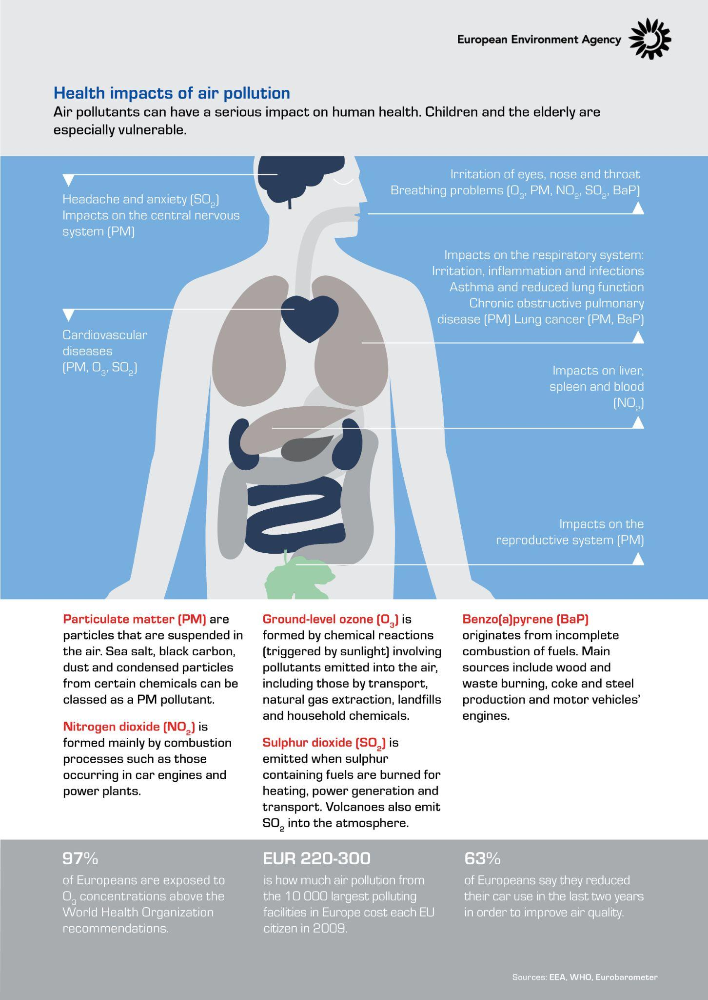 European Environment Agency
Health impacts of air pollution
Air pollutants can have a serious impact on human health. Children and the elderly are
especially vulnerable.
Headache and anxiety (SO₂)
Impacts on the central nervous
system (PM)
Cardiovascular
diseases
(PM, O₃, SO₂)
Irritation of eyes, nose and throat
Breathing problems (O₃, PM, NO₂, SO₂, BaP)
Impacts on the respiratory system:
Irritation, inflammation and infections
Asthma and reduced lung function
Chronic obstructive pulmonary
disease (PM) Lung cancer (PM, BaP)
Impacts on liver,
spleen and blood
(NO₂)
Impacts on the
reproductive system (PM)
Particulate matter (PM) are
particles that are suspended in
the air. Sea salt, black carbon,
dust and condensed particles
from certain chemicals can be
classed as a PM pollutant.
Nitrogen dioxide (NO₂) is
formed mainly by combustion
processes such as those
occurring in car engines and
power plants.
Ground-level ozone (O₃) is
formed by chemical reactions
(triggered by sunlight) involving
pollutants emitted into the air,
including those by transport,
natural gas extraction, landfills
and household chemicals.
Sulphur dioxide (SO₂) is
emitted when sulphur
containing fuels are burned for
heating, power generation and
transport. Volcanoes also emit
SO₂ into the atmosphere.
Benzo(a)pyrene (BaP)
originates from incomplete
combustion of fuels. Main
sources include wood and
waste burning, coke and steel
production and motor vehicles’
engines.
97%
of Europeans are exposed to
O₃ concentrations above the
World Health Organization
recommendations.
EUR 220-300
is how much air pollution from
the 10 000 largest polluting
facilities in Europe cost each EU
citizen in 2009.
63%
of Europeans say they reduced
their car use in the last two years
in order to improve air quality.
Sources: EEA, WHO, Eurobarometer